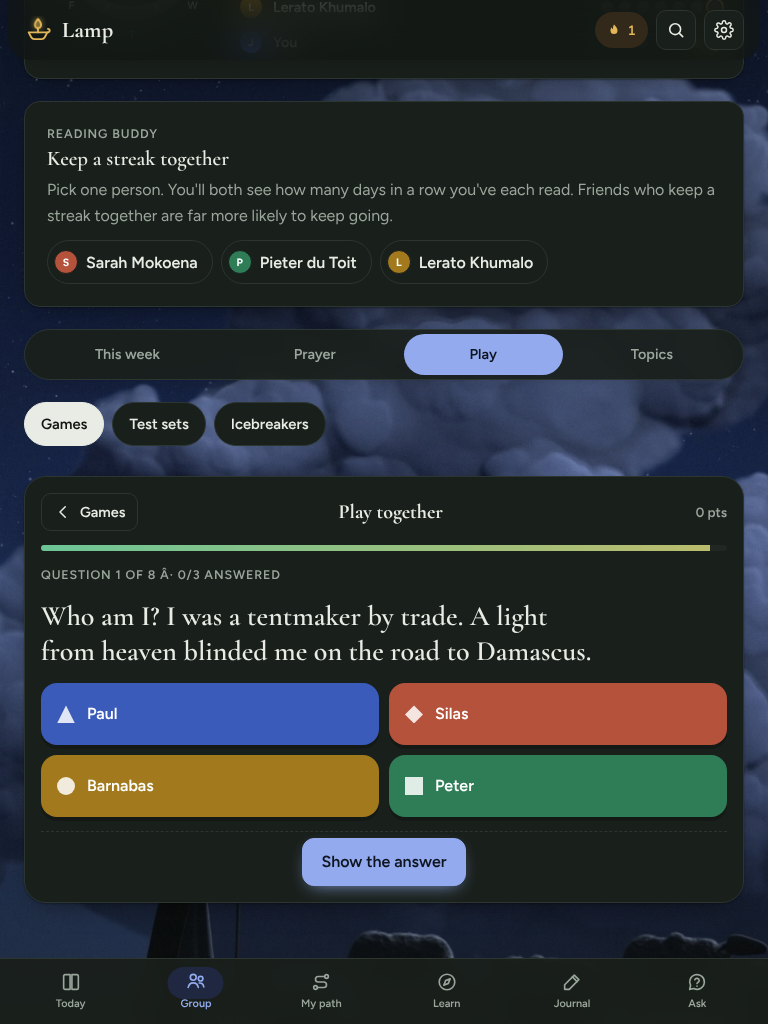 F
W
L Lerato Khumalo
J You
Lamp
1
READING BUDDY
Keep a streak together
Pick one person. You'll both see how many days in a row you've each read. Friends who keep a
streak together are far more likely to keep going.
S Sarah Mokoena
P Pieter du Toit
L Lerato Khumalo
This week
Prayer
Play
Topics
Games
Test sets
Icebreakers
Games
Play together
0 pts
QUESTION 1 OF 8 Â· 0/3 ANSWERED
Who am I? I was a tentmaker by trade. A light
from heaven blinded me on the road to Damascus.
Paul
Silas
Barnabas
Peter
Show the answer
Today
Group
My path
Learn
Journal
Ask